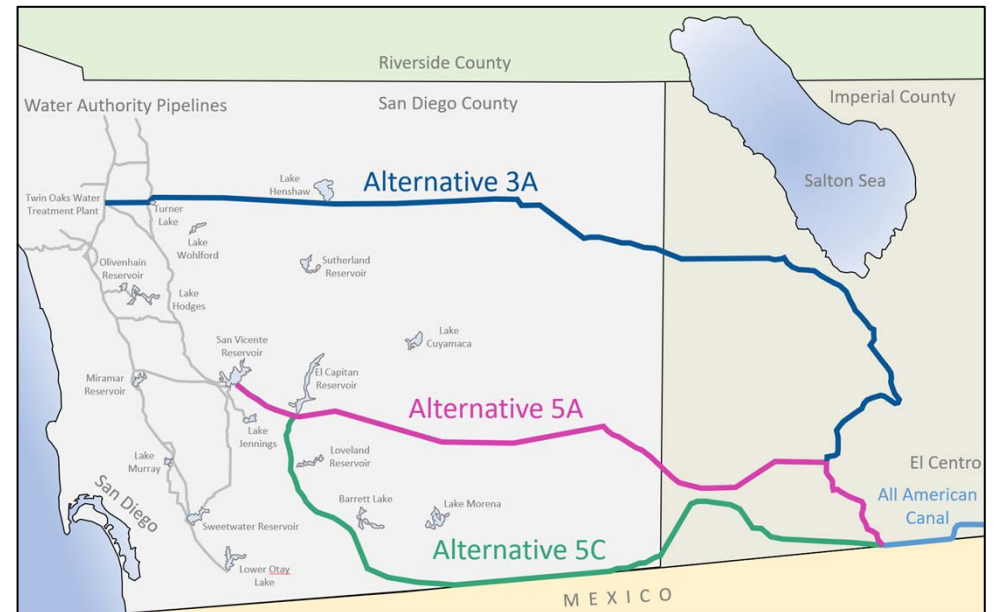 Riverside County
Water Authority Pipelines
San Diego County
Imperial County
Lake
Henshaw
Alternative 3A
Salton Sea
Twin Oaks Water
Treatment Plant
Turner
Lake
Lake
Wohlford
Olivenhain
Reservoir
Sutherland
Reservoir
Lake
Hodges
San Vicente
Reservoir
Lake
Cuyamaca
El Capitan
Reservoir
Miramar
Reservoir
Alternative 5A
Lake
Jennings
Lake
Murray
Loveland
Reservoir
El Centro
San Diego
Barrett Lake
Lake Morena
All American
Canal
Sweetwater Reservoir
Alternative 5C
Lower Otay
Lake
MEXICO